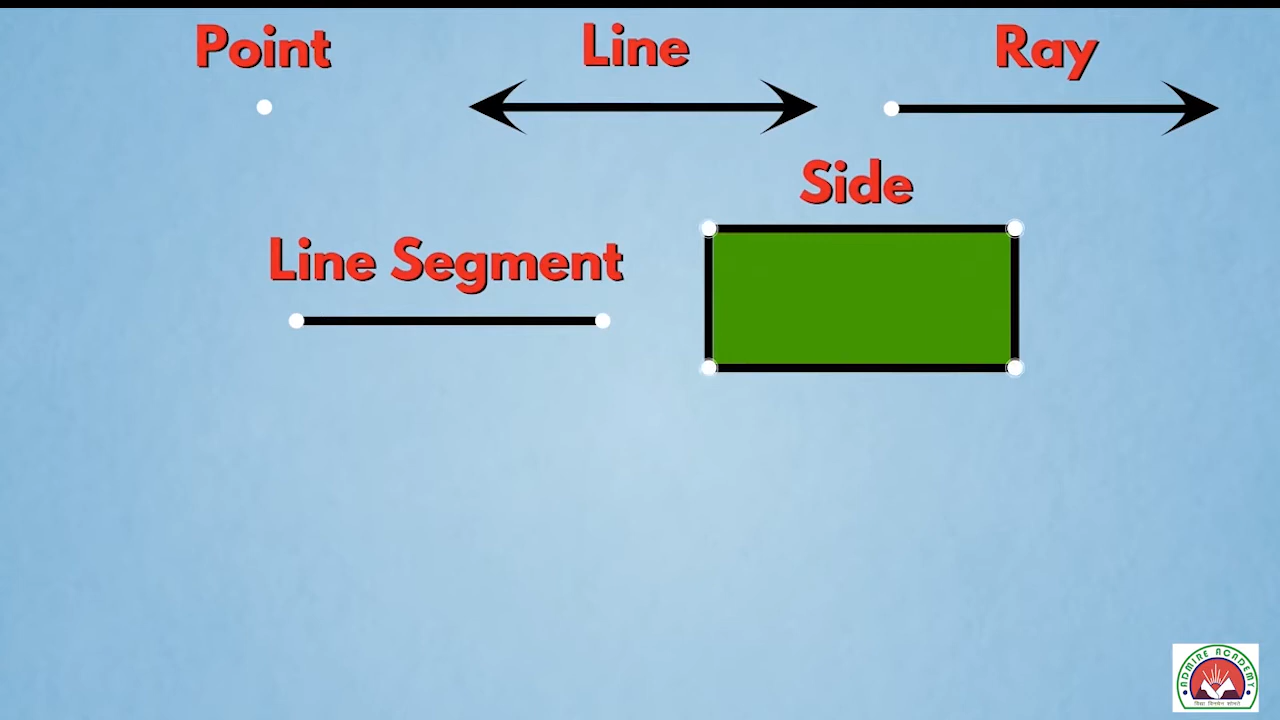 Point
Line
Ray
Side
Line Segment
ADMIRE ACADEMY